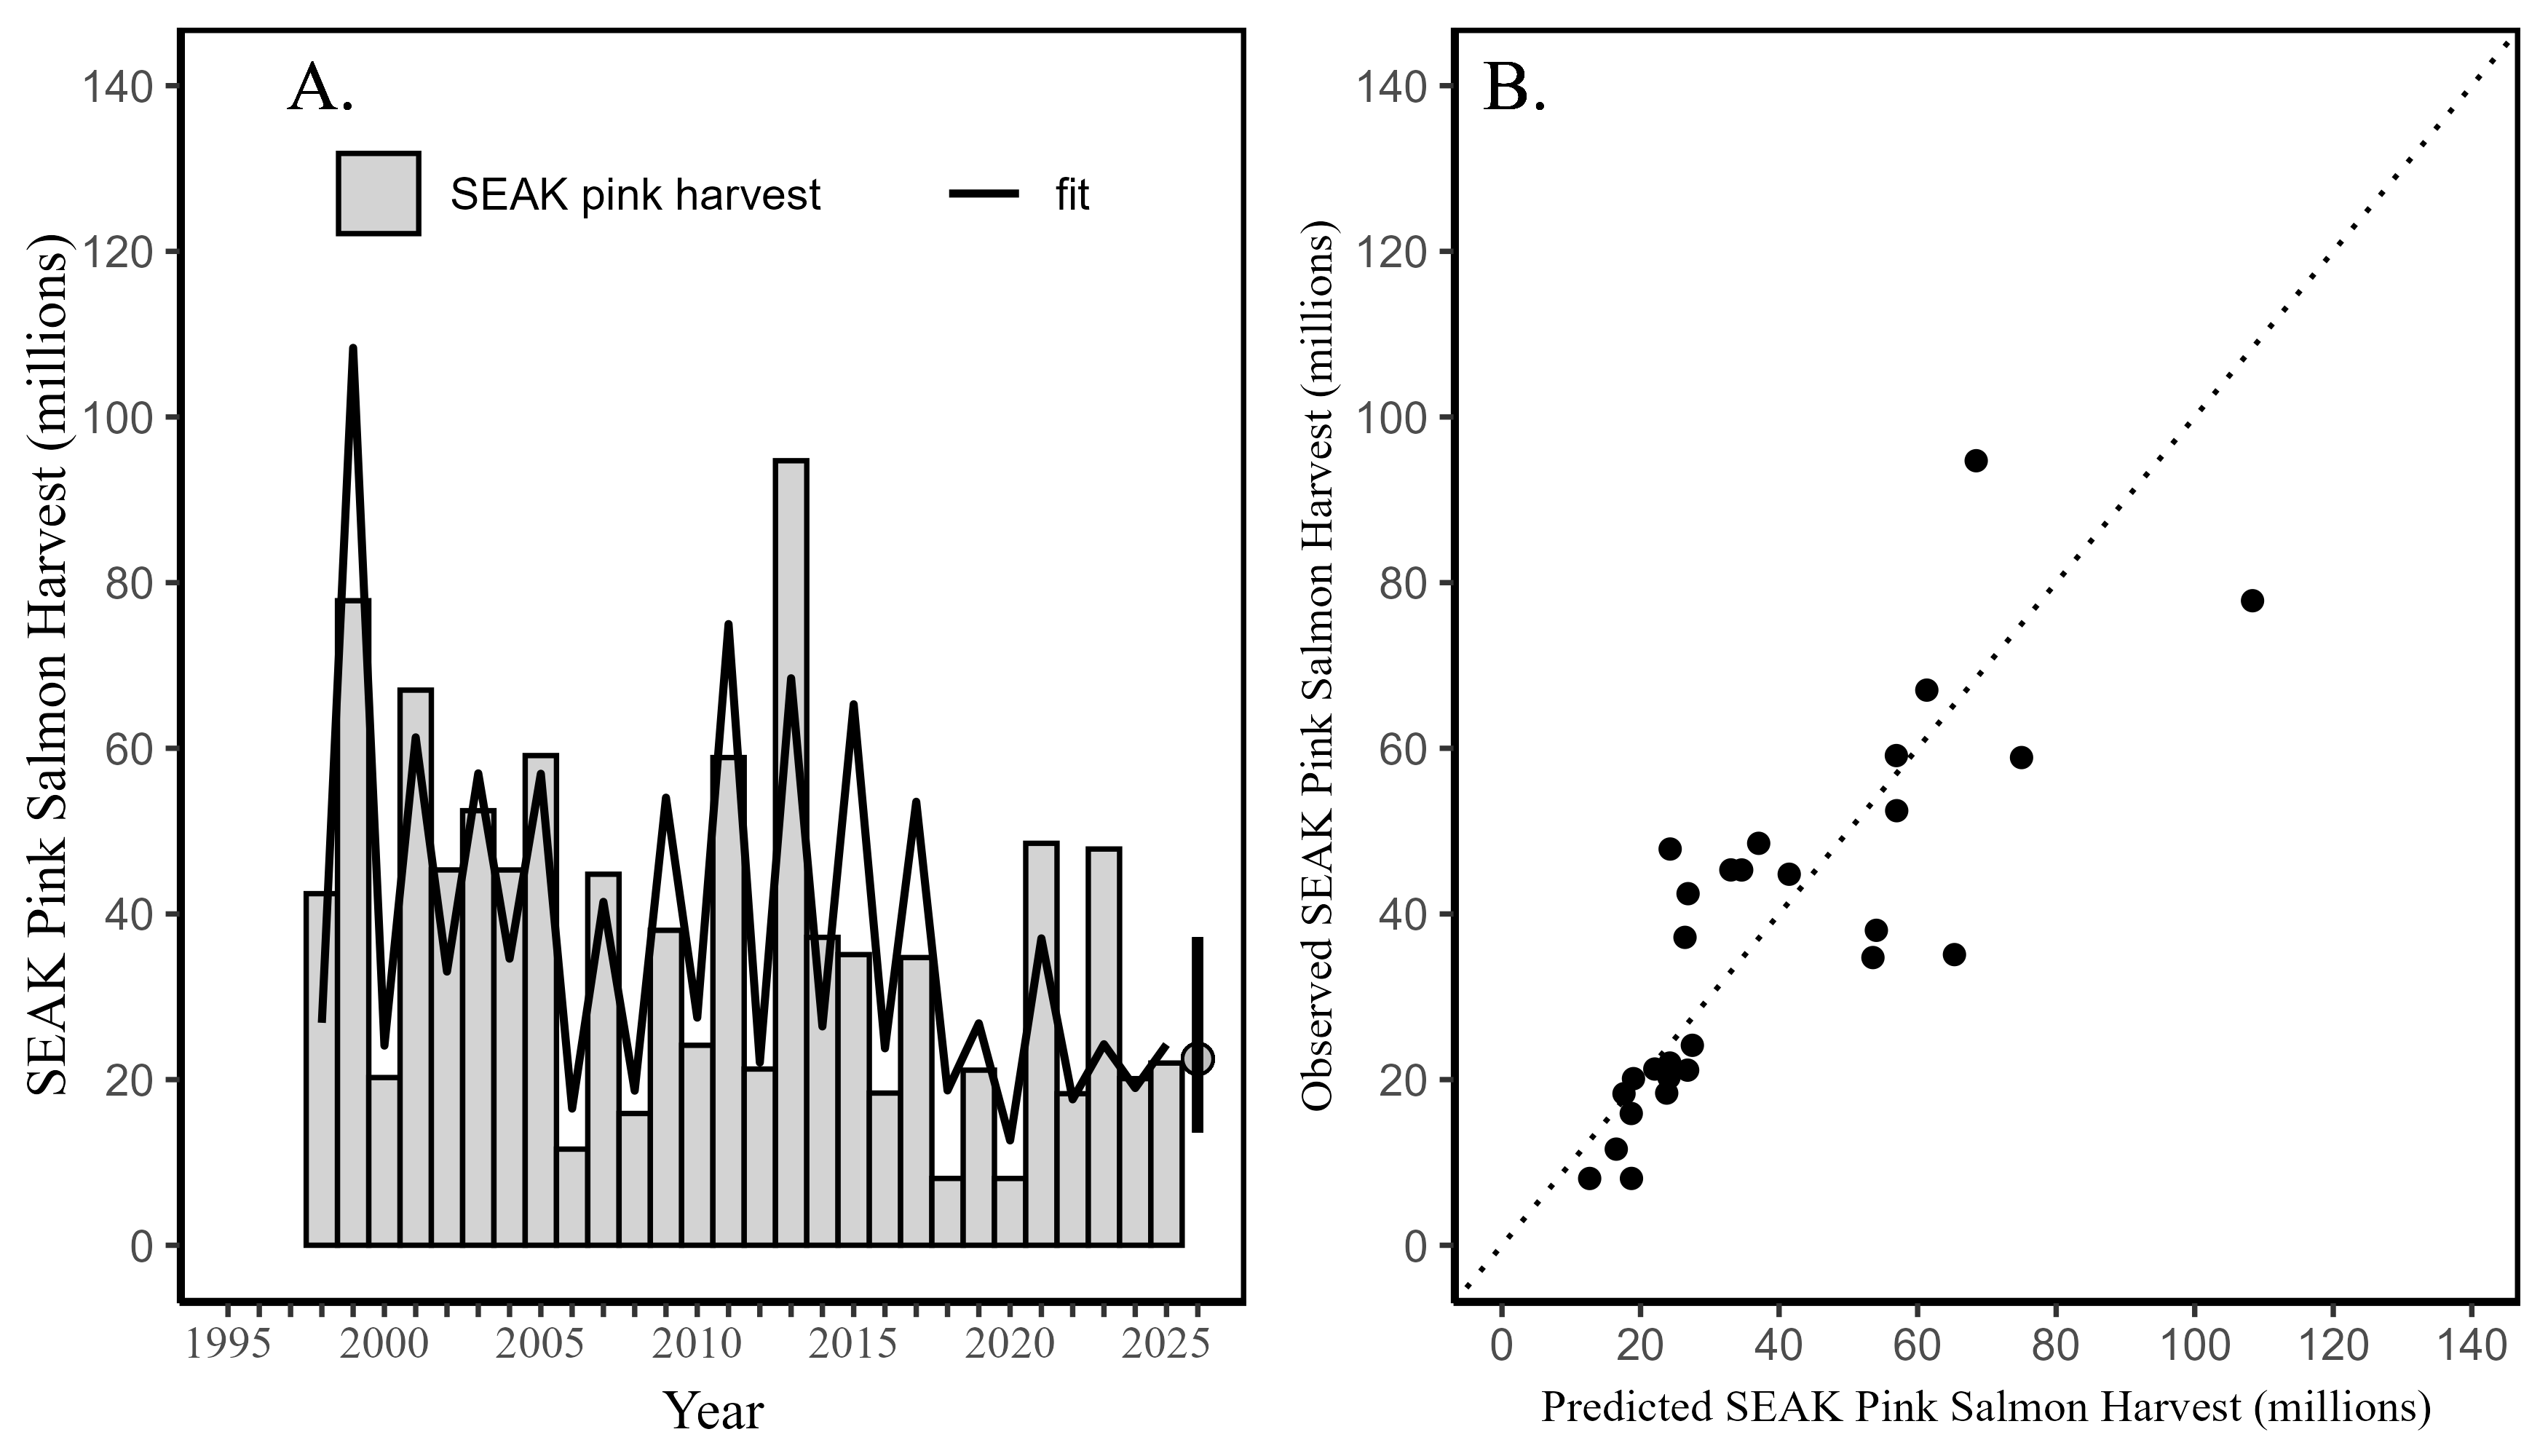 A.
SEAK pink harvest
fit
SEAK Pink Salmon Harvest (millions)
140
120
100
80
60
40
20
0
1995 2000 2005 2010 2015 2020 2025
Year
B.
Observed SEAK Pink Salmon Harvest (millions)
140
120
100
80
60
40
20
0
0 20 40 60 80 100 120 140
Predicted SEAK Pink Salmon Harvest (millions)